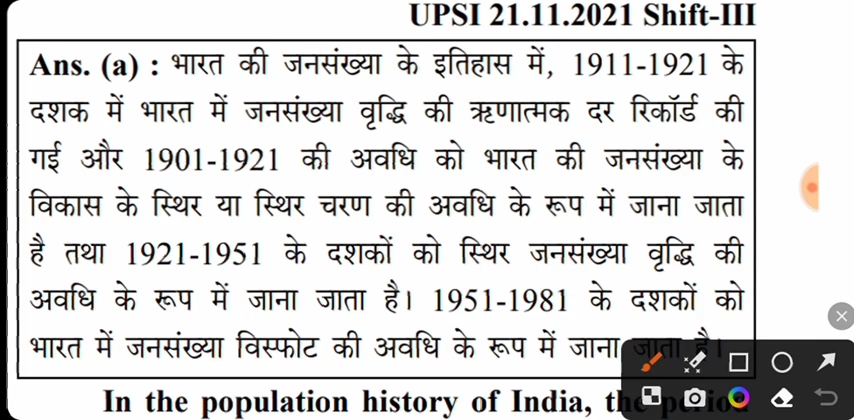 UPSI 21.11.2021 Shift-III
Ans. (a) : भारत की जनसंख्या के इतिहास में, 1911-1921 के
दशक में भारत में जनसंख्या वृद्धि की ऋणात्मक दर रिकॉर्ड की
गई और 1901-1921 की अवधि को भारत की जनसंख्या के
विकास के स्थिर या स्थिर चरण की अवधि के रूप में जाना जाता
है तथा 1921-1951 के दशकों को स्थिर जनसंख्या वृद्धि की
अवधि के रूप में जाना जाता है। 1951-1981 के दशकों को
भारत में जनसंख्या विस्फोट की अवधि के रूप में जाना जाता है।
In the population history of India, the period